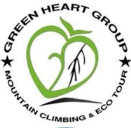 GREEN HEART GROUP
MOUNTAIN CLIMBING & ECO TOUR